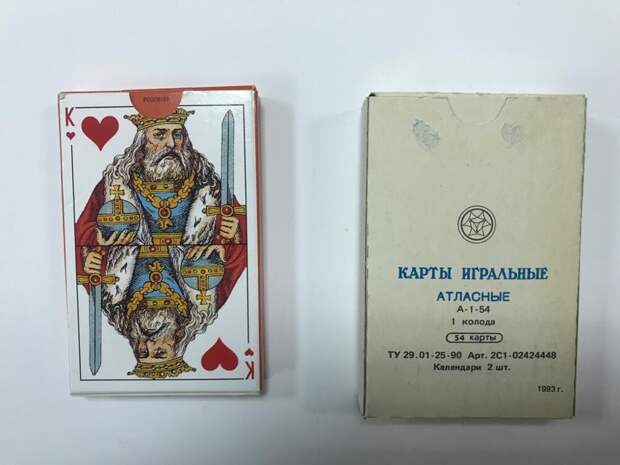 K
K
КАРТЫ ИГРАЛЬНЫЕ
АТЛАСНЫЕ
А-1-54
1 колода
54 карты
ТУ 29.01-25-90 Арт. 2С1-02424448
Календари 2 шт.
1993 г.